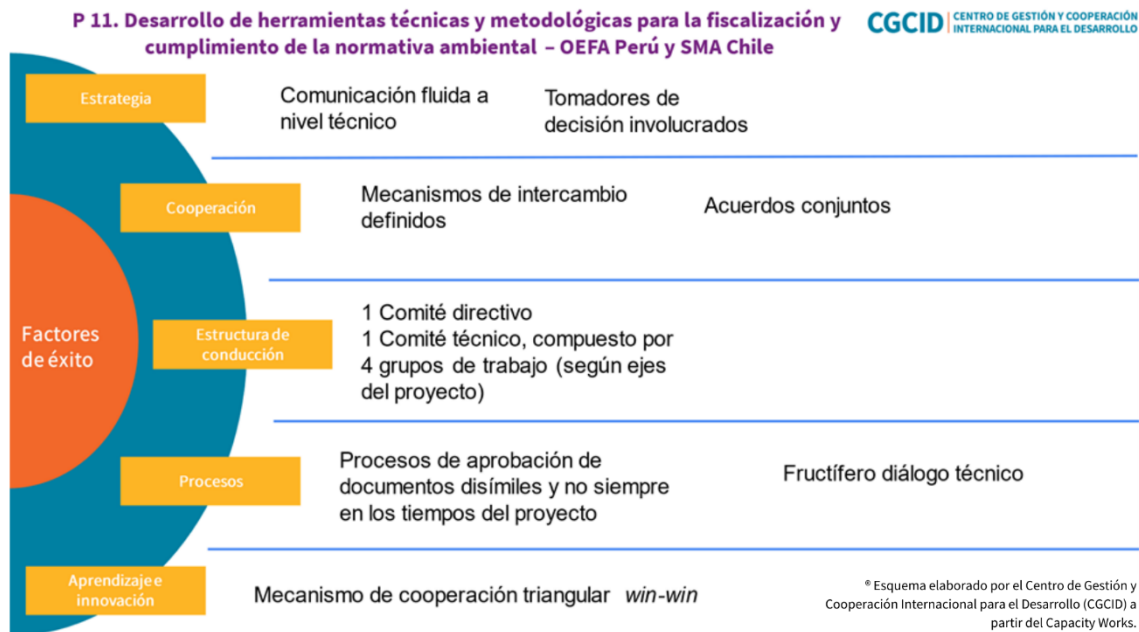 P 11. Desarrollo de herramientas técnicas y metodológicas para la fiscalización y
cumplimiento de la normativa ambiental – OEFA Perú y SMA Chile
CGCID
CENTRO DE GESTIÓN Y COOPERACIÓN
INTERNACIONAL PARA EL DESARROLLO
Factores
de éxito
Estrategia
Comunicación fluida a
nivel técnico
Tomadores de
decisión involucrados
Cooperación
Mecanismos de intercambio
definidos
Acuerdos conjuntos
Estructura de
conducción
1 Comité directivo
1 Comité técnico, compuesto por
4 grupos de trabajo (según ejes
del proyecto)
Procesos
Procesos de aprobación de
documentos disímiles y no siempre
en los tiempos del proyecto
Fructífero diálogo técnico
Aprendizaje e
innovación
Mecanismo de cooperación triangular win-win
® Esquema elaborado por el Centro de Gestión y
Cooperación Internacional para el Desarrollo (CGCID) a
partir del Capacity Works.